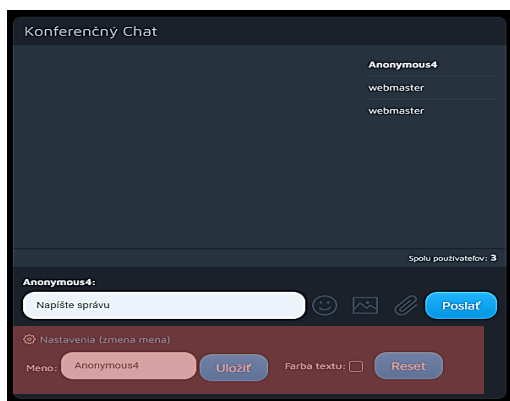 Konferenčný Chat
Anonymous4
webmaster
webmaster
Spolu používateľov: 3
Anonymous4:
Napíšte správu
Poslať
Nastavenia (zmena mena)
Meno: Anonymous4 Uložiť Farba textu: Reset